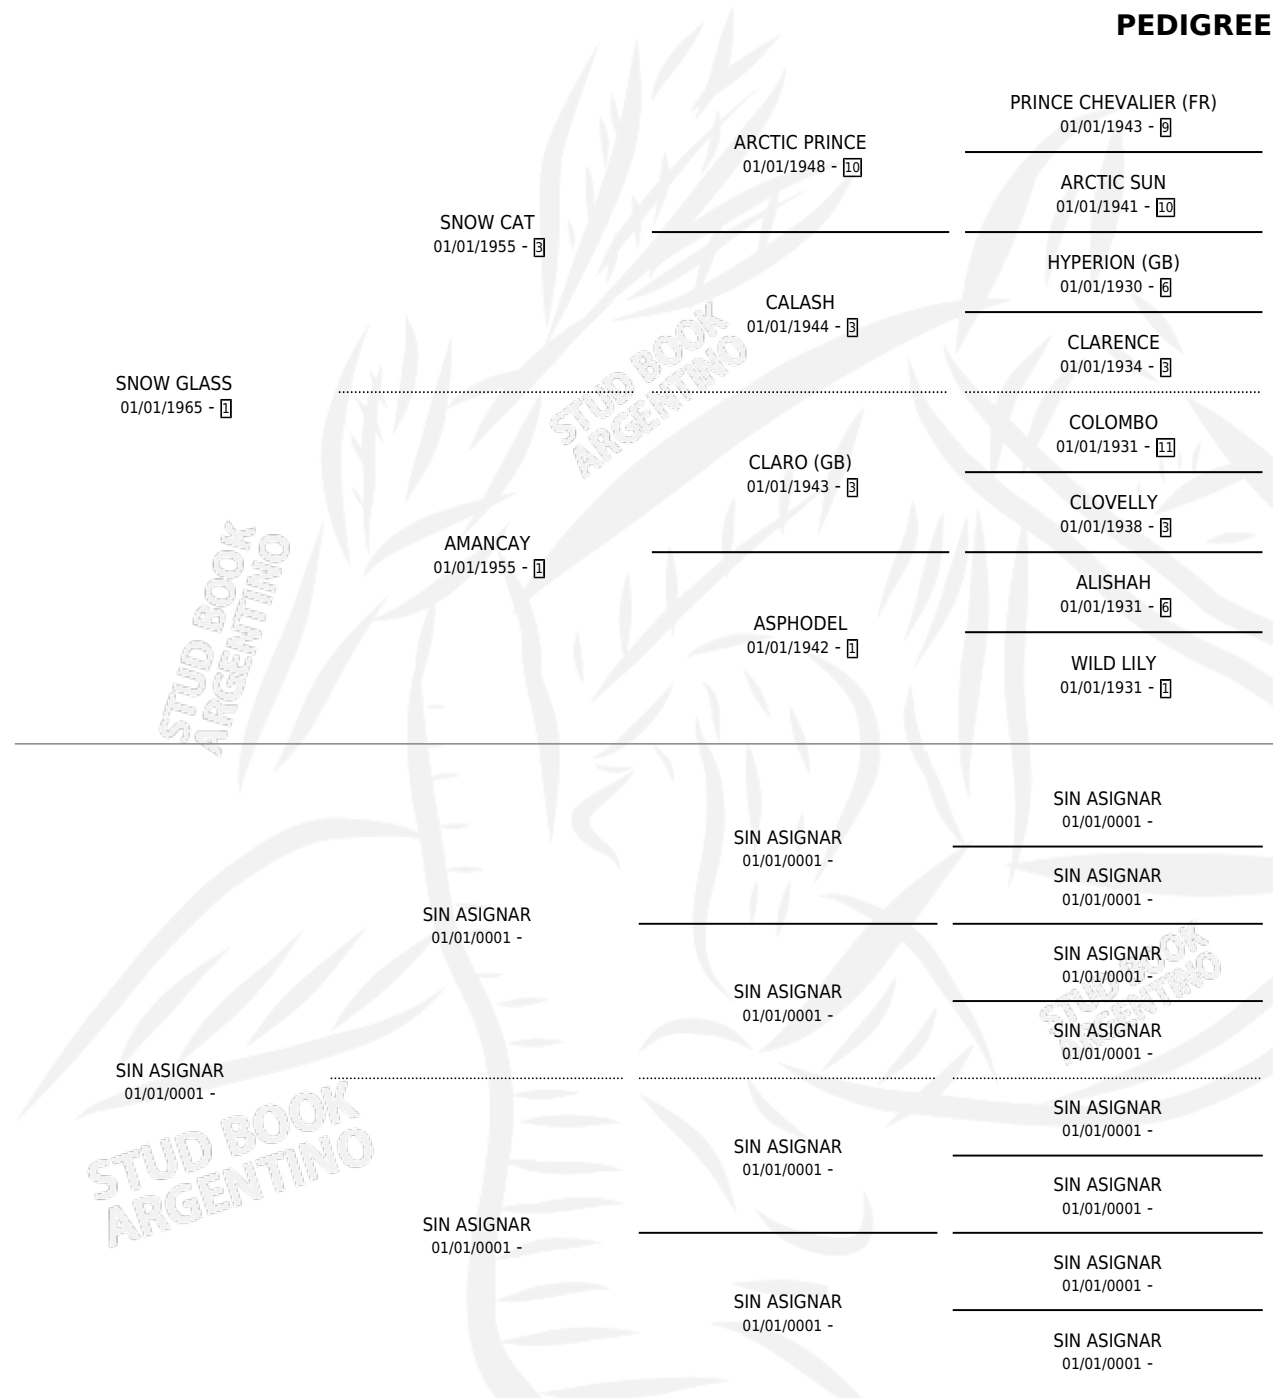 PEDIGREE
PRINCE CHEVALIER (FR)
01/01/1943 - 9
ARCTIC PRINCE
01/01/1948 - 10
ARCTIC SUN
01/01/1941 - 10
SNOW CAT
01/01/1955 - 3
HYPERION (GB)
01/01/1930 - 6
CALASH
01/01/1944 - 3
CLARENCE
01/01/1934 - 3
SNOW GLASS
01/01/1965 - 1
COLOMBO
01/01/1931 - 11
CLARO (GB)
01/01/1943 - 3
CLOVELLY
01/01/1938 - 3
AMANCAY
01/01/1955 - 1
ALISHAH
01/01/1931 - 6
ASPHODEL
01/01/1942 - 1
WILD LILY
01/01/1931 - 1
SIN ASIGNAR
01/01/0001 -
SIN ASIGNAR
01/01/0001 -
SIN ASIGNAR
01/01/0001 -
SIN ASIGNAR
01/01/0001 -
SIN ASIGNAR
01/01/0001 -
SIN ASIGNAR
01/01/0001 -
SIN ASIGNAR
01/01/0001 -
SIN ASIGNAR
01/01/0001 -
SIN ASIGNAR
01/01/0001 -
SIN ASIGNAR
01/01/0001 -
SIN ASIGNAR
01/01/0001 -
SIN ASIGNAR
01/01/0001 -
SIN ASIGNAR
01/01/0001 -
SIN ASIGNAR
01/01/0001 -
SIN ASIGNAR
01/01/0001 -
STUD BOOK
ARGENTINO
STUD BOOK
ARGENTINO
STUD BOOK
ARGENTINO
STUD BOOK
ARGENTINO